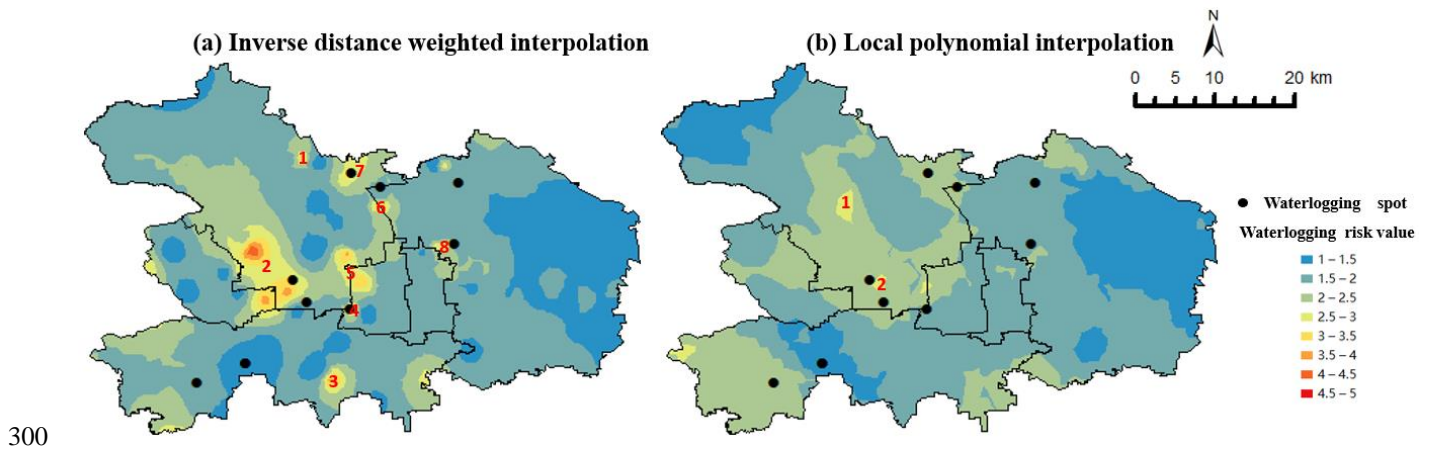 N
(a) Inverse distance weighted interpolation
(b) Local polynomial interpolation
0 5 10 20 km
1
7
6
8
2
5
4
3
1
2
Waterlogging spot
Waterlogging risk value
1 – 1.5
1.5 – 2
2 – 2.5
2.5 – 3
3 – 3.5
3.5 – 4
4 – 4.5
4.5 – 5
300